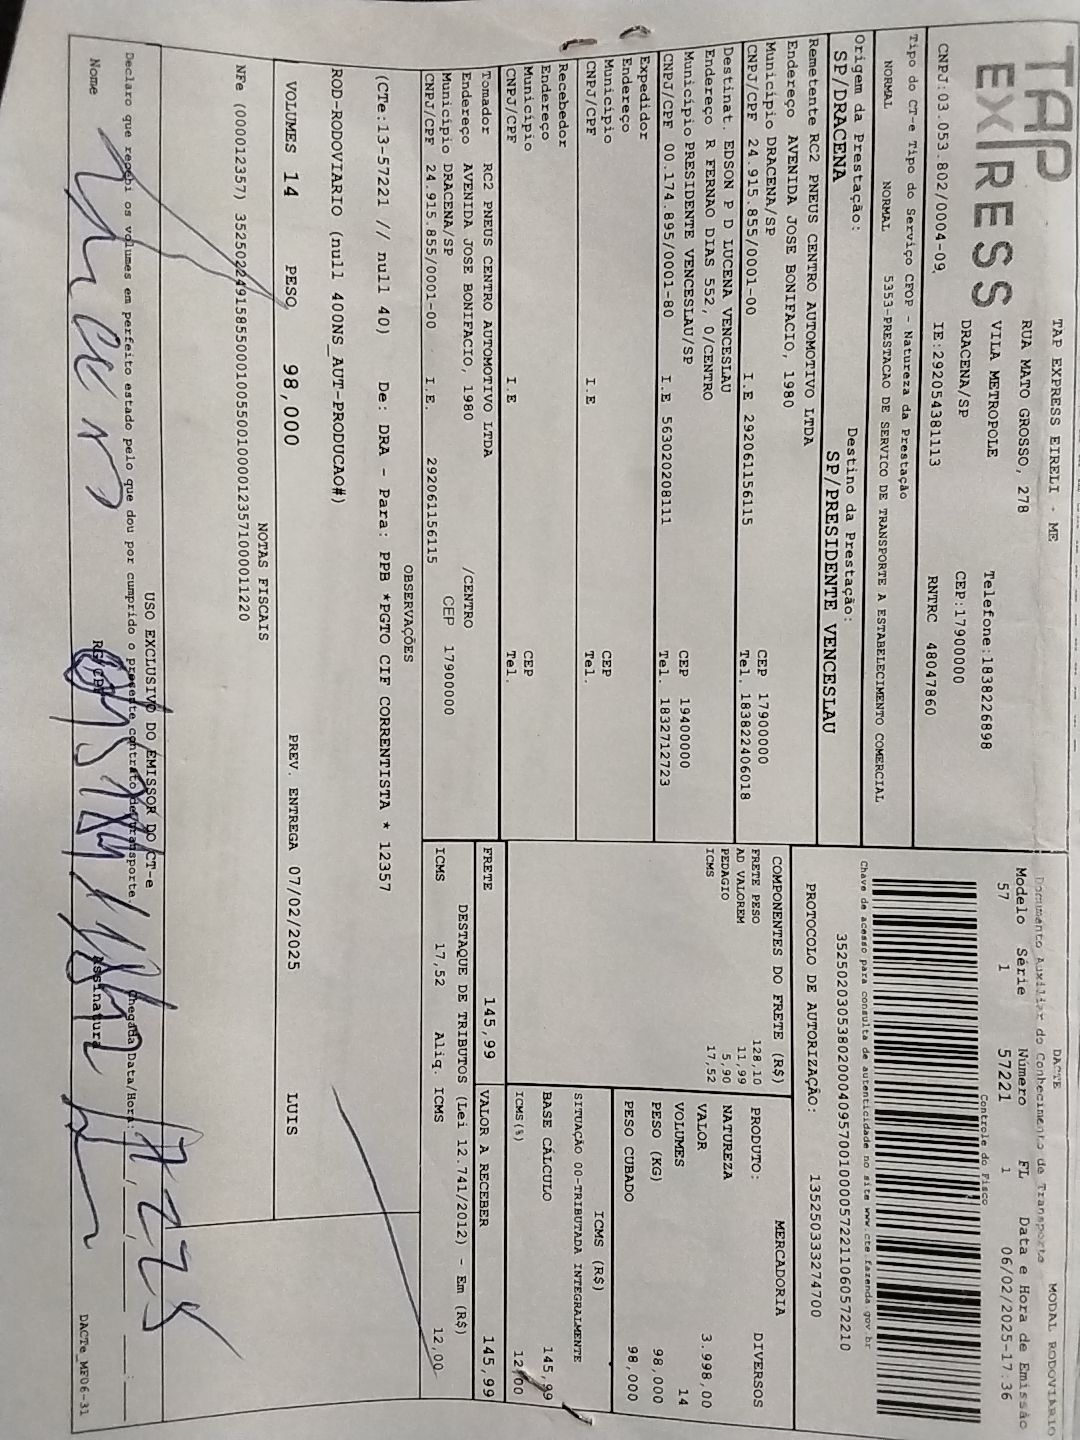 TAP
EXPRESS
TAP EXPRESS EIRELI - ME
RUA MATO GROSSO, 278
VILA METROPOLE
DRACENA/SP
Telefone:1838226898
CEP:17900000
CNPJ:03.053.802/0004-09,
IE:292054381113
RNTRC 48047860
Tipo do CT-e Tipo do Serviço CFOP - Natureza da Prestação
NORMAL NORMAL 5353-PRESTACAO DE SERVICO DE TRANSPORTE A ESTABELECIMENTO COMERCIAL
Origem da Prestação: Destino da Prestação:
SP/DRACENA SP/PRESIDENTE VENCESLAU
Remetente RC2 PNEUS CENTRO AUTOMOTIVO LTDA
Endereço AVENIDA JOSE BONIFACIO, 1980
Município DRACENA/SP CEP 17900000
CNPJ/CPF 24.915.855/0001-00 I.E 292061156115 Tel. 183822406018
Destinat. EDSON P D LUCENA VENCESLAU
Endereço R FERNAO DIAS 552, 0/CENTRO
Município PRESIDENTE VENCESLAU/SP CEP 19400000
CNPJ/CPF 00.174.895/0001-80 I.E 563020208111 Tel. 1832712723
Expedidor
Endereço
Município CEP
CNPJ/CPF I.E Tel.
Recebedor
Endereço
Município CEP
CNPJ/CPF I.E Tel.
Tomador RC2 PNEUS CENTRO AUTOMOTIVO LTDA
Endereço AVENIDA JOSE BONIFACIO, 1980 /CENTRO
Município DRACENA/SP CEP 17900000
CNPJ/CPF 24.915.855/0001-00 I.E. 292061156115
DACTE MODAL RODOVIARIO
Documento Auxiliar do Conhecimento de Transporte
Modelo Série Número FL Data e Hora de Emissão
57 1 57221 1 06/02/2025-17:36
Controle do Fisco
Chave de acesso para consulta de autenticidade no site www.cte.fazenda.gov.br
35250203053802000409570010000572211060572210
PROTOCOLO DE AUTORIZAÇÃO: 135250333274700
COMPONENTES DO FRETE (R$)
FRETE PESO 128,10
AD VALOREM 11,99
PEDAGIO 5,90
ICMS 17,52
MERCADORIA
PRODUTO: DIVERSOS
NATUREZA
VALOR 3.998,00
VOLUMES 14
PESO (KG) 98,000
PESO CUBADO 98,000
ICMS (R$)
SITUAÇÃO 00-TRIBUTADA INTEGRALMENTE
BASE CÁLCULO 145,99
ICMS(%) 12,00
FRETE 145,99 VALOR A RECEBER 145,99
DESTAQUE DE TRIBUTOS (Lei 12.741/2012) - Em (R$)
ICMS 17,52 Aliq. ICMS 12,00
OBSERVAÇÕES
(CTe:13-57221 // null 40) De: DRA - Para: PPB *PGTO CIF CORRENTISTA * 12357
ROD-RODOVIARIO (null 400NS_AUT-PRODUCAO#)
VOLUMES 14 PESO 98,000 PREV. ENTREGA 07/02/2025 LUIS
NOTAS FISCAIS
NFe (000012357) 35250224915855000100550010000123571000011220
USO EXCLUSIVO DO EMISSOR DO CT-e
Declaro que recebi os volumes em perfeito estado pelo que dou por cumprido o presente contrato de transporte.
Chegada Data/Hora:
Nome RG/CPF Assinatura
DACTe_MF06-31